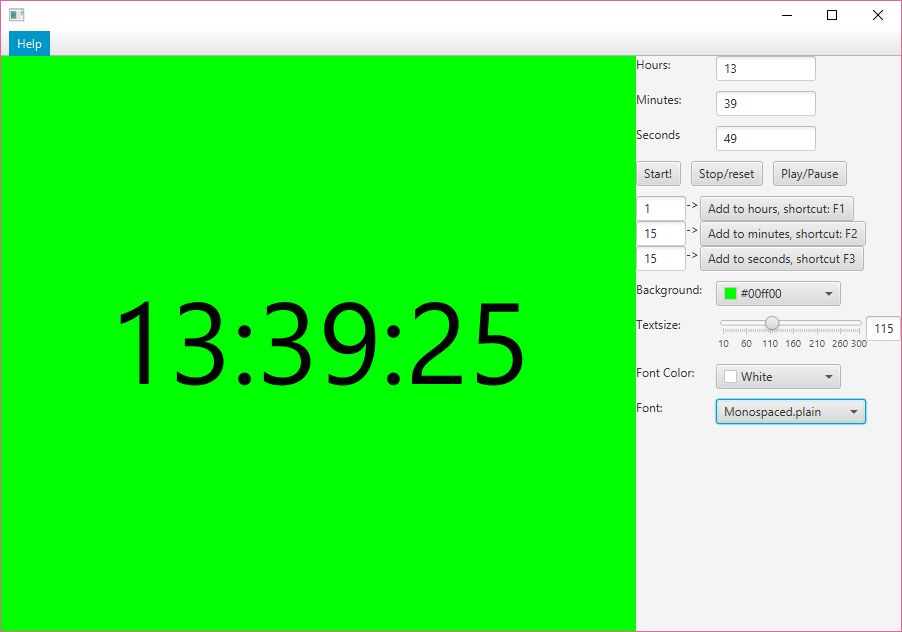 Help
Hours: 13
Minutes: 39
Seconds 49
Start! Stop/reset Play/Pause
1 -> Add to hours, shortcut: F1
15 -> Add to minutes, shortcut: F2
15 -> Add to seconds, shortcut F3
Background: #00ff00
Textsize: 115
10 60 110 160 210 260 300
Font Color: White
Font: Monospaced.plain
13:39:25